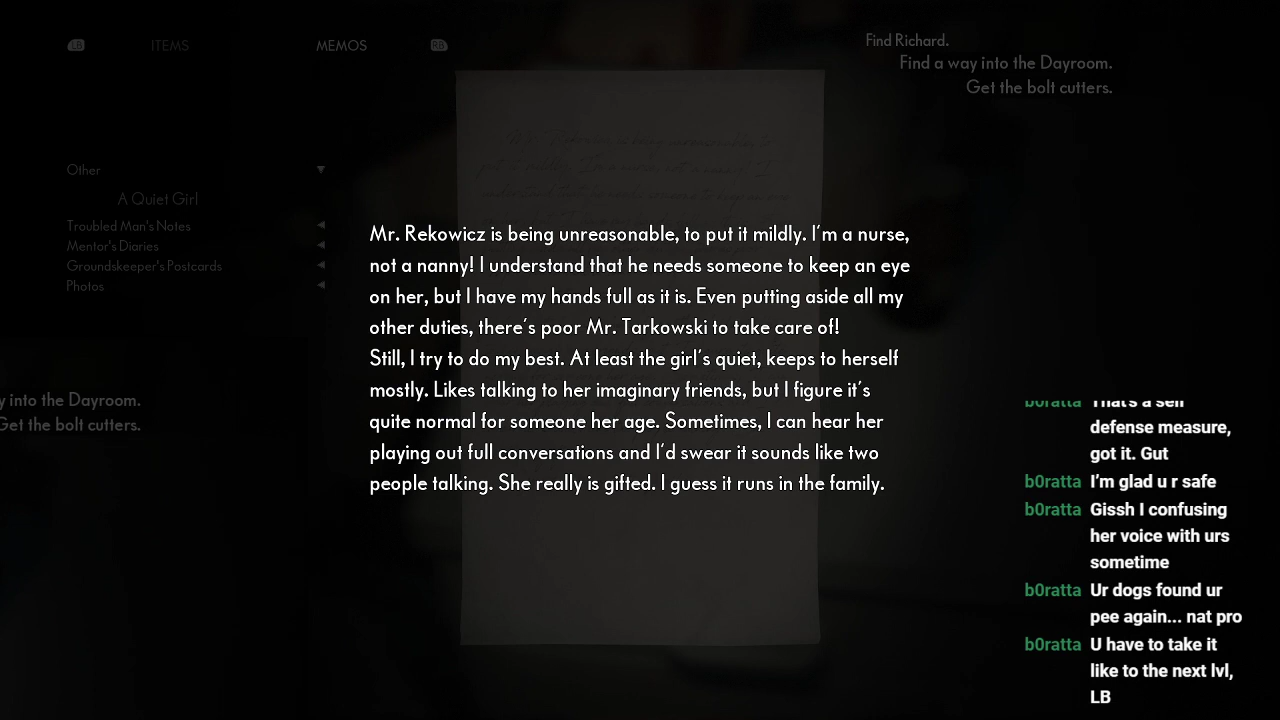 LB ITEMS MEMOS RB
Find Richard.
Find a way into the Dayroom.
Get the bolt cutters.
Other
A Quiet Girl
Troubled Man's Notes
Mentor's Diaries
Groundskeeper's Postcards
Photos
Mr. Rekowicz is being unreasonable, to put it mildly. I'm a nurse,
not a nanny! I understand that he needs someone to keep an eye
on her, but I have my hands full as it is. Even putting aside all my
other duties, there's poor Mr. Tarkowski to take care of!
Still, I try to do my best. At least the girl's quiet, keeps to herself
mostly. Likes talking to her imaginary friends, but I figure it's
quite normal for someone her age. Sometimes, I can hear her
playing out full conversations and I'd swear it sounds like two
people talking. She really is gifted. I guess it runs in the family.
y into the Dayroom.
Get the bolt cutters.
b0ratta That's a self
defense measure,
got it. Gut
b0ratta I'm glad u r safe
b0ratta Gissh I confusing
her voice with urs
sometime
b0ratta Ur dogs found ur
pee again... nat pro
b0ratta U have to take it
like to the next lvl,
LB